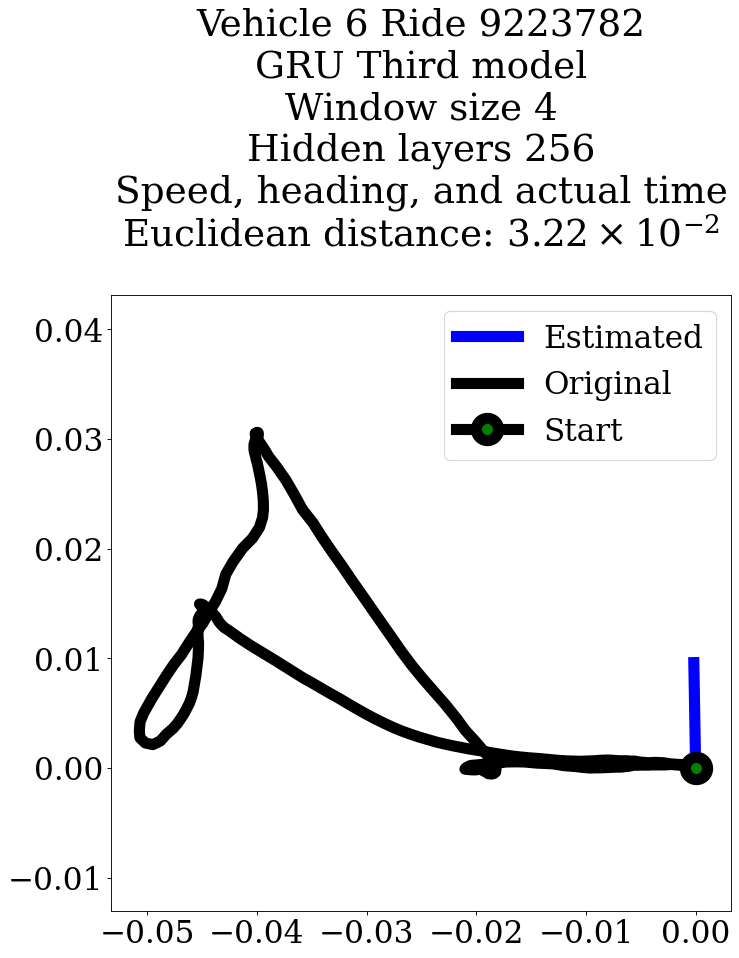 Vehicle 6 Ride 9223782
GRU Third model
Window size 4
Hidden layers 256
Speed, heading, and actual time
Euclidean distance: 3.22 × 10⁻²
Estimated
Original
Start
0.04
0.03
0.02
0.01
0.00
−0.01
−0.05 −0.04 −0.03 −0.02 −0.01 0.00